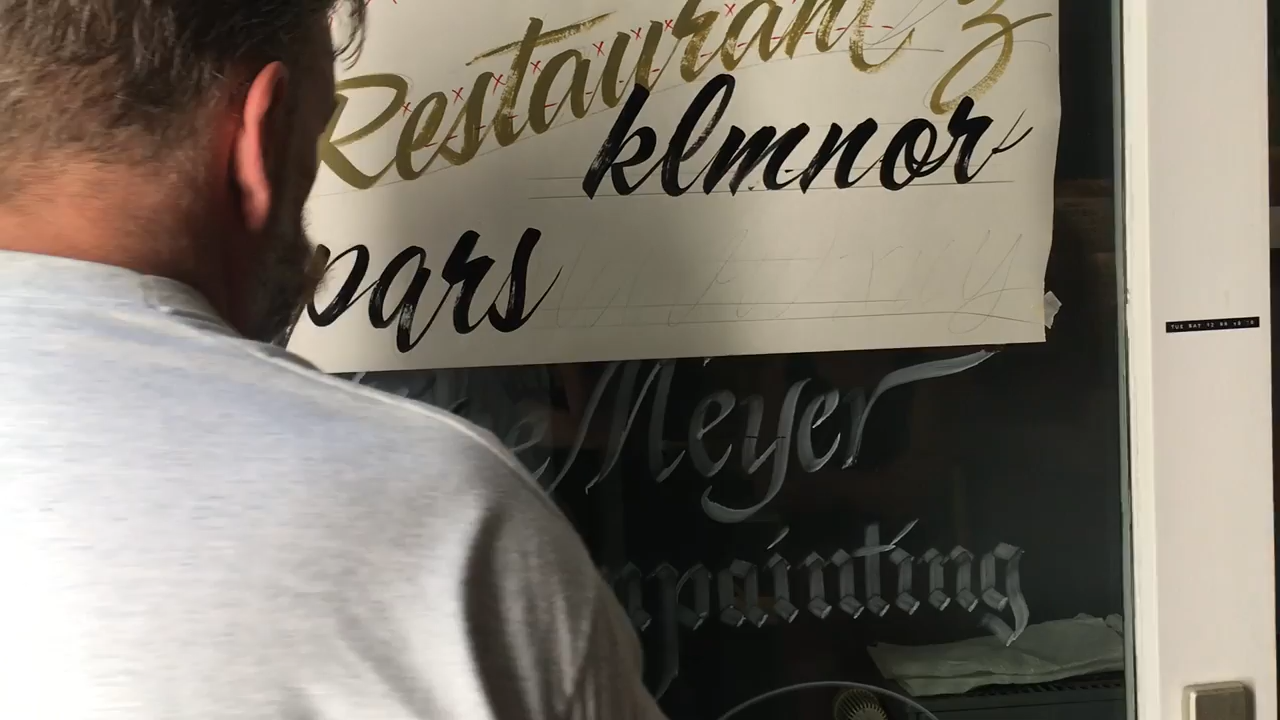 Restaurant z
klmnor
pars
Meyer
painting